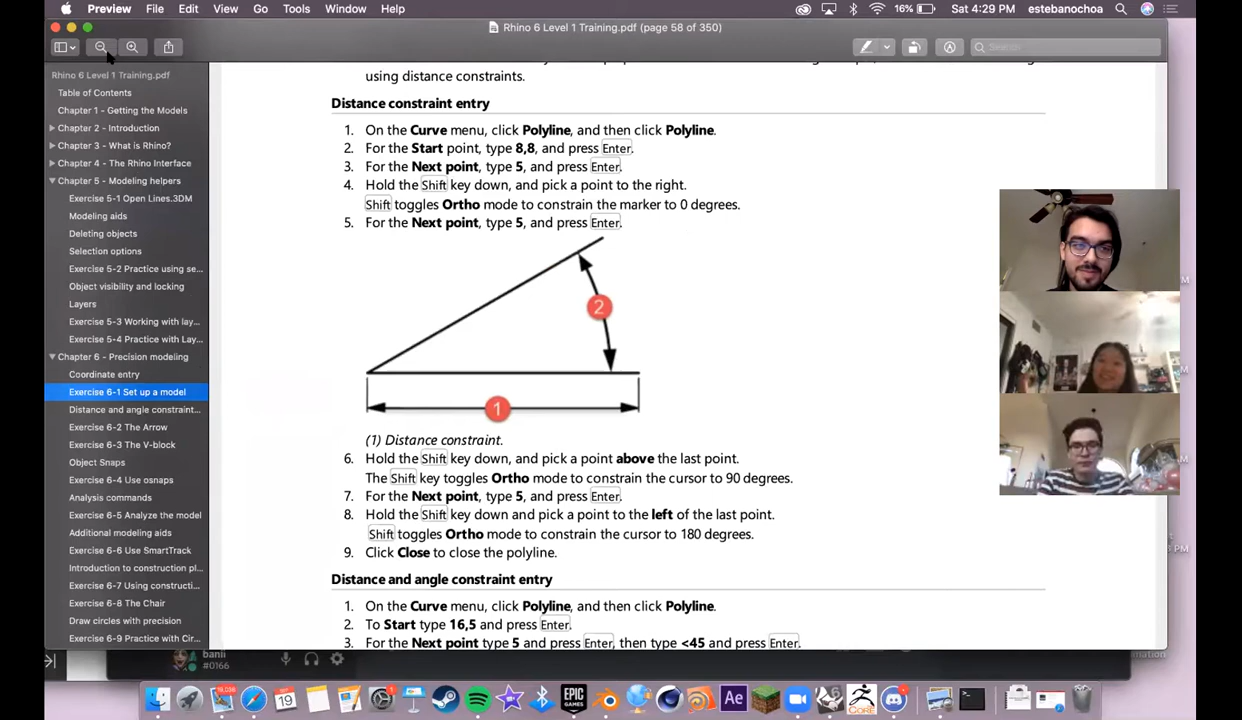 Preview File Edit View Go Tools Window Help 16% Sat 4:29 PM estebanochoa
Rhino 6 Level 1 Training.pdf (page 58 of 350)
Search
Rhino 6 Level 1 Training.pdf
Table of Contents
Chapter 1 - Getting the Models
Chapter 2 - Introduction
Chapter 3 - What is Rhino?
Chapter 4 - The Rhino Interface
Chapter 5 - Modeling helpers
Exercise 5-1 Open Lines.3DM
Modeling aids
Deleting objects
Selection options
Exercise 5-2 Practice using se...
Object visibility and locking
Layers
Exercise 5-3 Working with lay...
Exercise 5-4 Practice with Lay...
Chapter 6 - Precision modeling
Coordinate entry
Exercise 6-1 Set up a model
Distance and angle constraint...
Exercise 6-2 The Arrow
Exercise 6-3 The V-block
Object Snaps
Exercise 6-4 Use osnaps
Analysis commands
Exercise 6-5 Analyze the model
Additional modeling aids
Exercise 6-6 Use SmartTrack
Introduction to construction pl...
Exercise 6-7 Using constructi...
Exercise 6-8 The Chair
Draw circles with precision
Exercise 6-9 Practice with Cir...
using distance constraints.
Distance constraint entry
1. On the Curve menu, click Polyline, and then click Polyline.
2. For the Start point, type 8,8, and press Enter.
3. For the Next point, type 5, and press Enter.
4. Hold the Shift key down, and pick a point to the right.
Shift toggles Ortho mode to constrain the marker to 0 degrees.
5. For the Next point, type 5, and press Enter.
2
1
(1) Distance constraint.
6. Hold the Shift key down, and pick a point above the last point.
The Shift key toggles Ortho mode to constrain the cursor to 90 degrees.
7. For the Next point, type 5, and press Enter.
8. Hold the Shift key down and pick a point to the left of the last point.
Shift toggles Ortho mode to constrain the cursor to 180 degrees.
9. Click Close to close the polyline.
Distance and angle constraint entry
1. On the Curve menu, click Polyline, and then click Polyline.
2. To Start type 16,5 and press Enter.
3. For the Next point type 5 and press Enter, then type <45 and press Enter.
banli
#0166
EPIC
GAMES
Ae
CORE
19